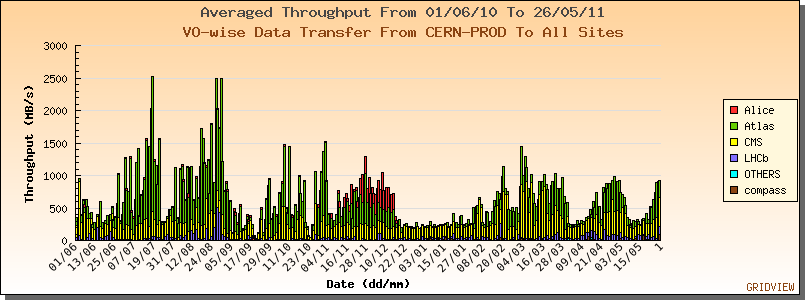 Averaged Throughput From 01/06/10 To 26/05/11
VO-wise Data Transfer From CERN-PROD To All Sites
Throughput (MB/s)
3000
2500
2000
1500
1000
500
0
Alice
Atlas
CMS
LHCb
OTHERS
compass
01/06 13/06 25/06 07/07 19/07 31/07 12/08 24/08 05/09 17/09 29/09 11/10 23/10 04/11 16/11 28/11 10/12 22/12 03/01 15/01 27/01 08/02 20/02 04/03 16/03 28/03 09/04 21/04 03/05 15/05 1
Date (dd/mm)
GRIDVIEW